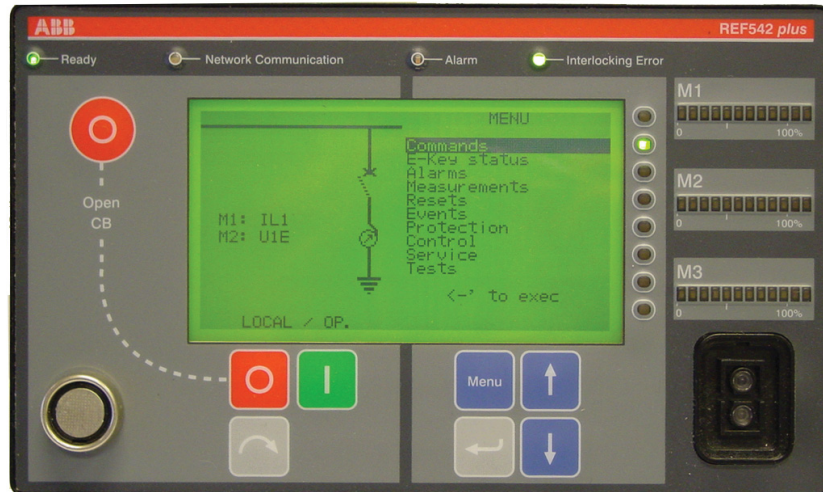 ABB
REF542 plus
Ready
Network Communication
Alarm
Interlocking Error
Open
CB
M1: IL1
M2: U1E
LOCAL / OP.
MENU
Commands
E-Key status
Alarms
Measurements
Resets
Events
Protection
Control
Service
Tests
<-' to exec
Menu
M1
0 100%
M2
0 100%
M3
0 100%